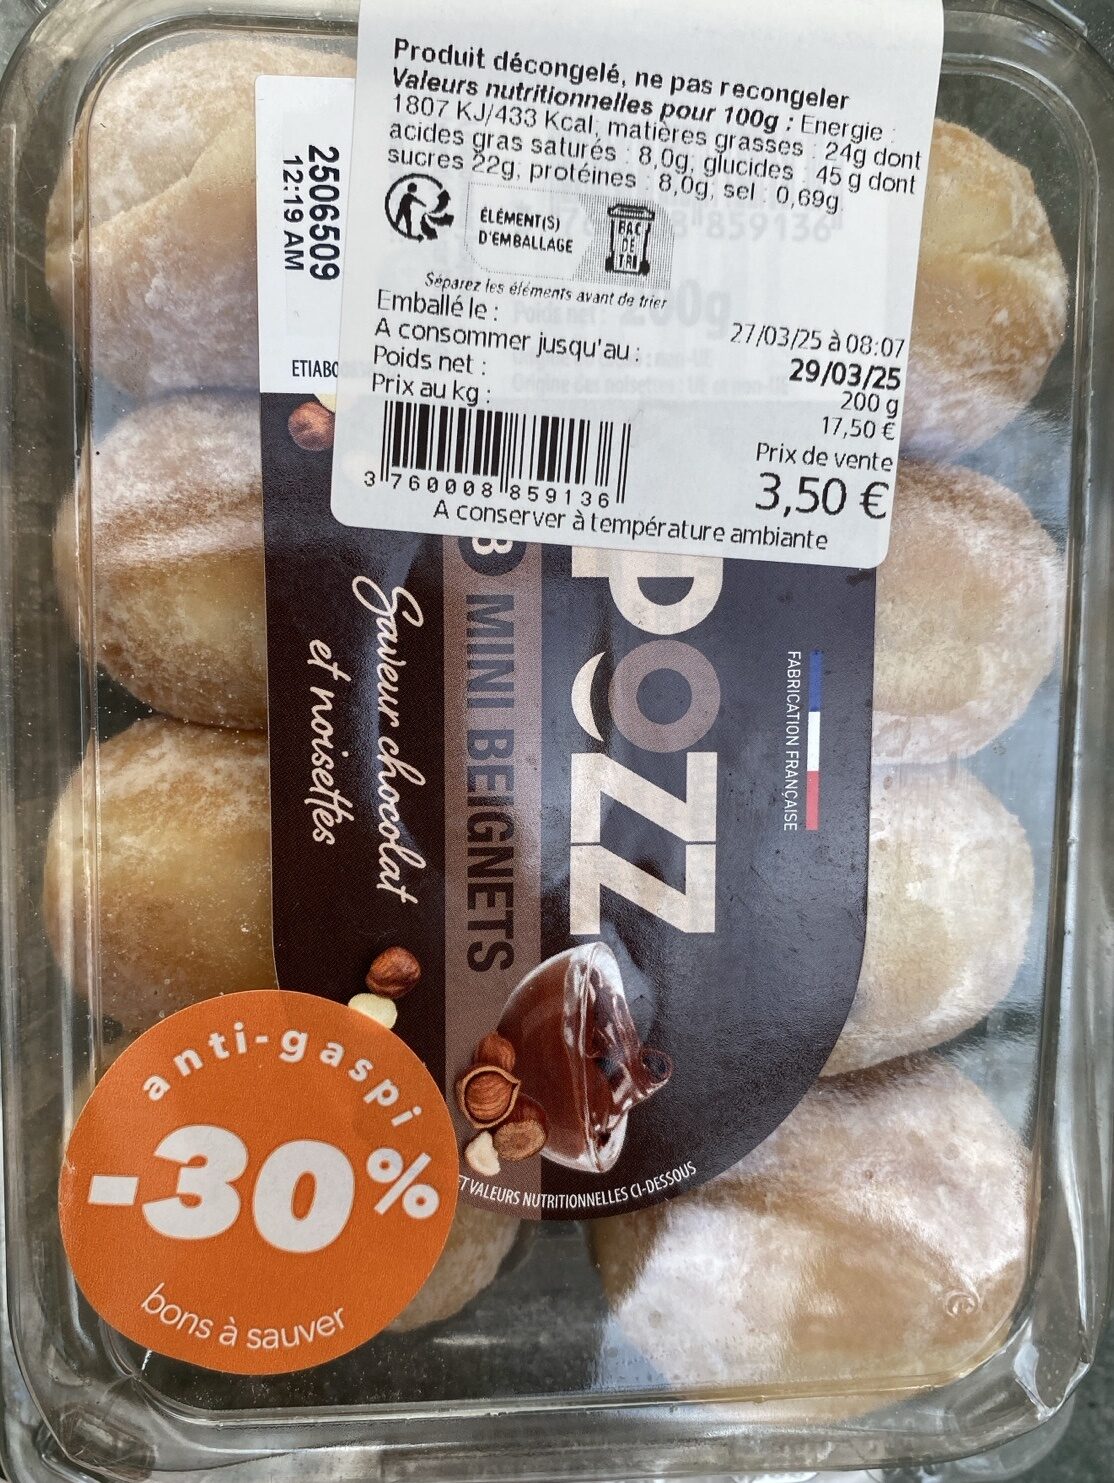 Produit décongelé, ne pas recongeler
Valeurs nutritionnelles pour 100g : Energie :
1807 KJ/433 Kcal, matières grasses : 24g dont
acides gras saturés : 8,0g, glucides : 45 g dont
sucres 22g, protéines : 8,0g, sel : 0,69g
ÉLÉMENT(S)
D'EMBALLAGE
BAC
DE
TRI
Séparez les éléments avant de trier
Emballé le : 27/03/25 à 08:07
A consommer jusqu'au : 29/03/25
Poids net : 200 g
Prix au kg : 17,50 €
Prix de vente
3,50 €
3 760008 859136
A conserver à température ambiante
2506509
12:19 AM
ETIAB
POZZ
8 MINI BEIGNETS
Saveur chocolat
et noisettes
FABRICATION FRANÇAISE
ET VALEURS NUTRITIONNELLES CI-DESSOUS
anti-gaspi
-30%
bons à sauver